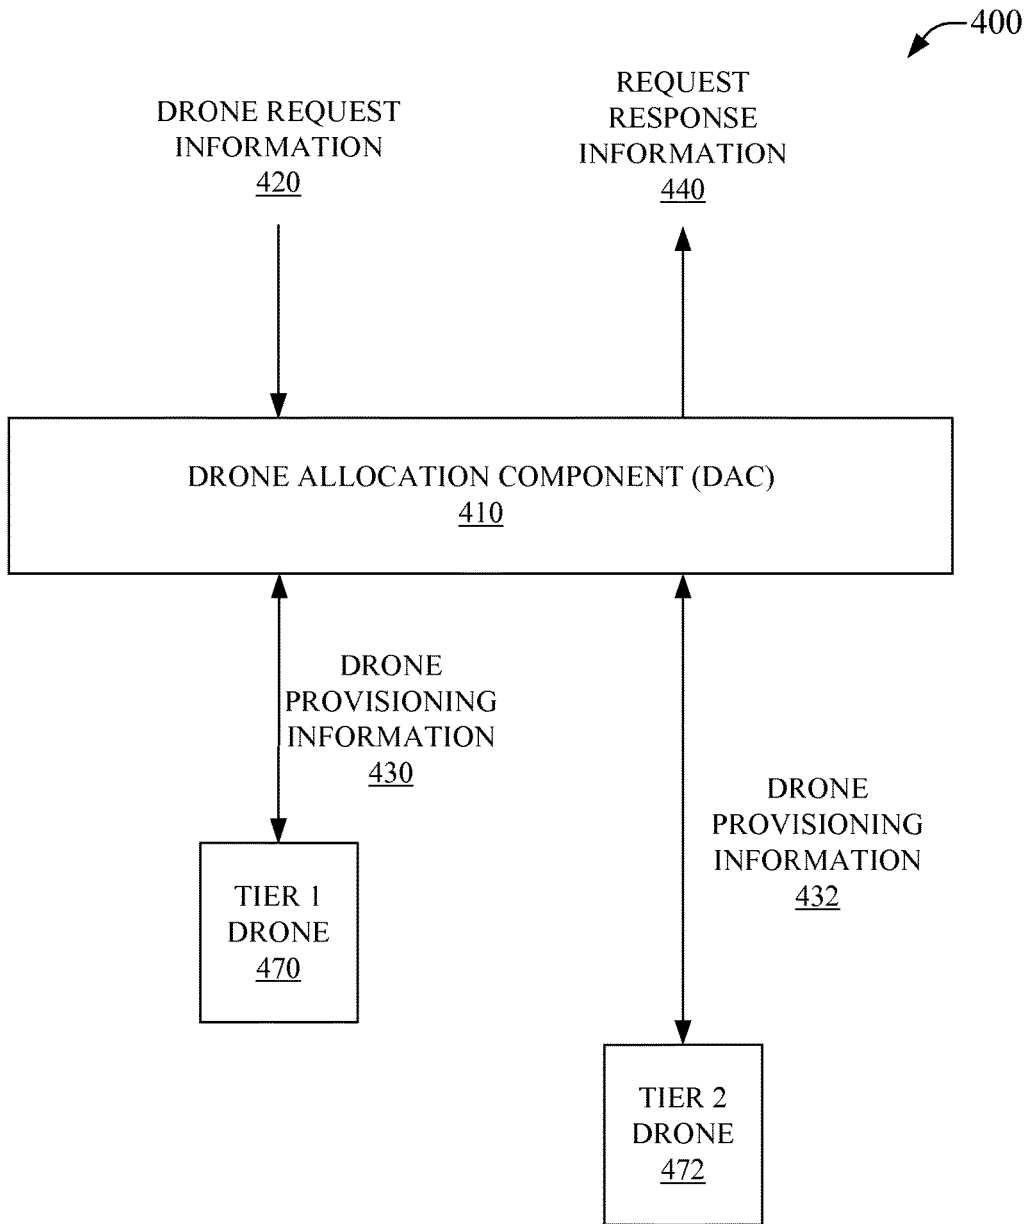 400
DRONE REQUEST
INFORMATION
420
REQUEST
RESPONSE
INFORMATION
440
DRONE ALLOCATION COMPONENT (DAC)
410
DRONE
PROVISIONING
INFORMATION
430
DRONE
PROVISIONING
INFORMATION
432
TIER 1
DRONE
470
TIER 2
DRONE
472